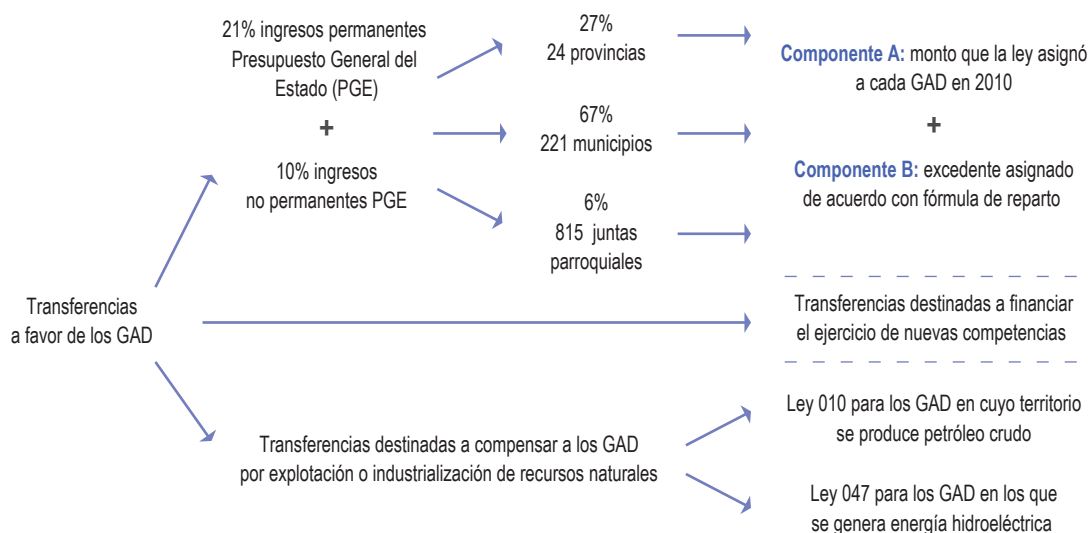 21% ingresos permanentes
Presupuesto General del
Estado (PGE)
+
10% ingresos
no permanentes PGE
27%
24 provincias
67%
221 municipios
6%
815 juntas
parroquiales
Componente A: monto que la ley asignó
a cada GAD en 2010
+
Componente B: excedente asignado
de acuerdo con fórmula de reparto
Transferencias
a favor de los GAD
Transferencias destinadas a financiar
el ejercicio de nuevas competencias
Transferencias destinadas a compensar a los GAD
por explotación o industrialización de recursos naturales
Ley 010 para los GAD en cuyo territorio
se produce petróleo crudo
Ley 047 para los GAD en los que
se genera energía hidroeléctrica